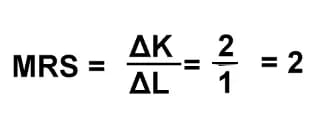 MRS = ΔK/ΔL = 2/1 = 2